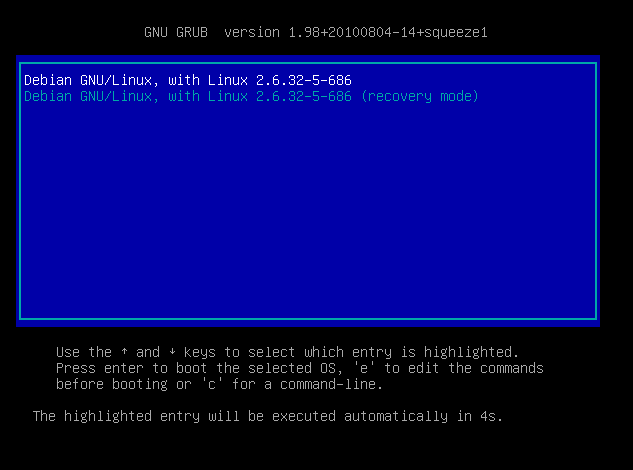 GNU GRUB  version 1.98+20100804-14+squeeze1
Debian GNU/Linux, with Linux 2.6.32-5-686
Debian GNU/Linux, with Linux 2.6.32-5-686 (recovery mode)
Use the ↑ and ↓ keys to select which entry is highlighted.
Press enter to boot the selected OS, 'e' to edit the commands
before booting or 'c' for a command-line.
The highlighted entry will be executed automatically in 4s.